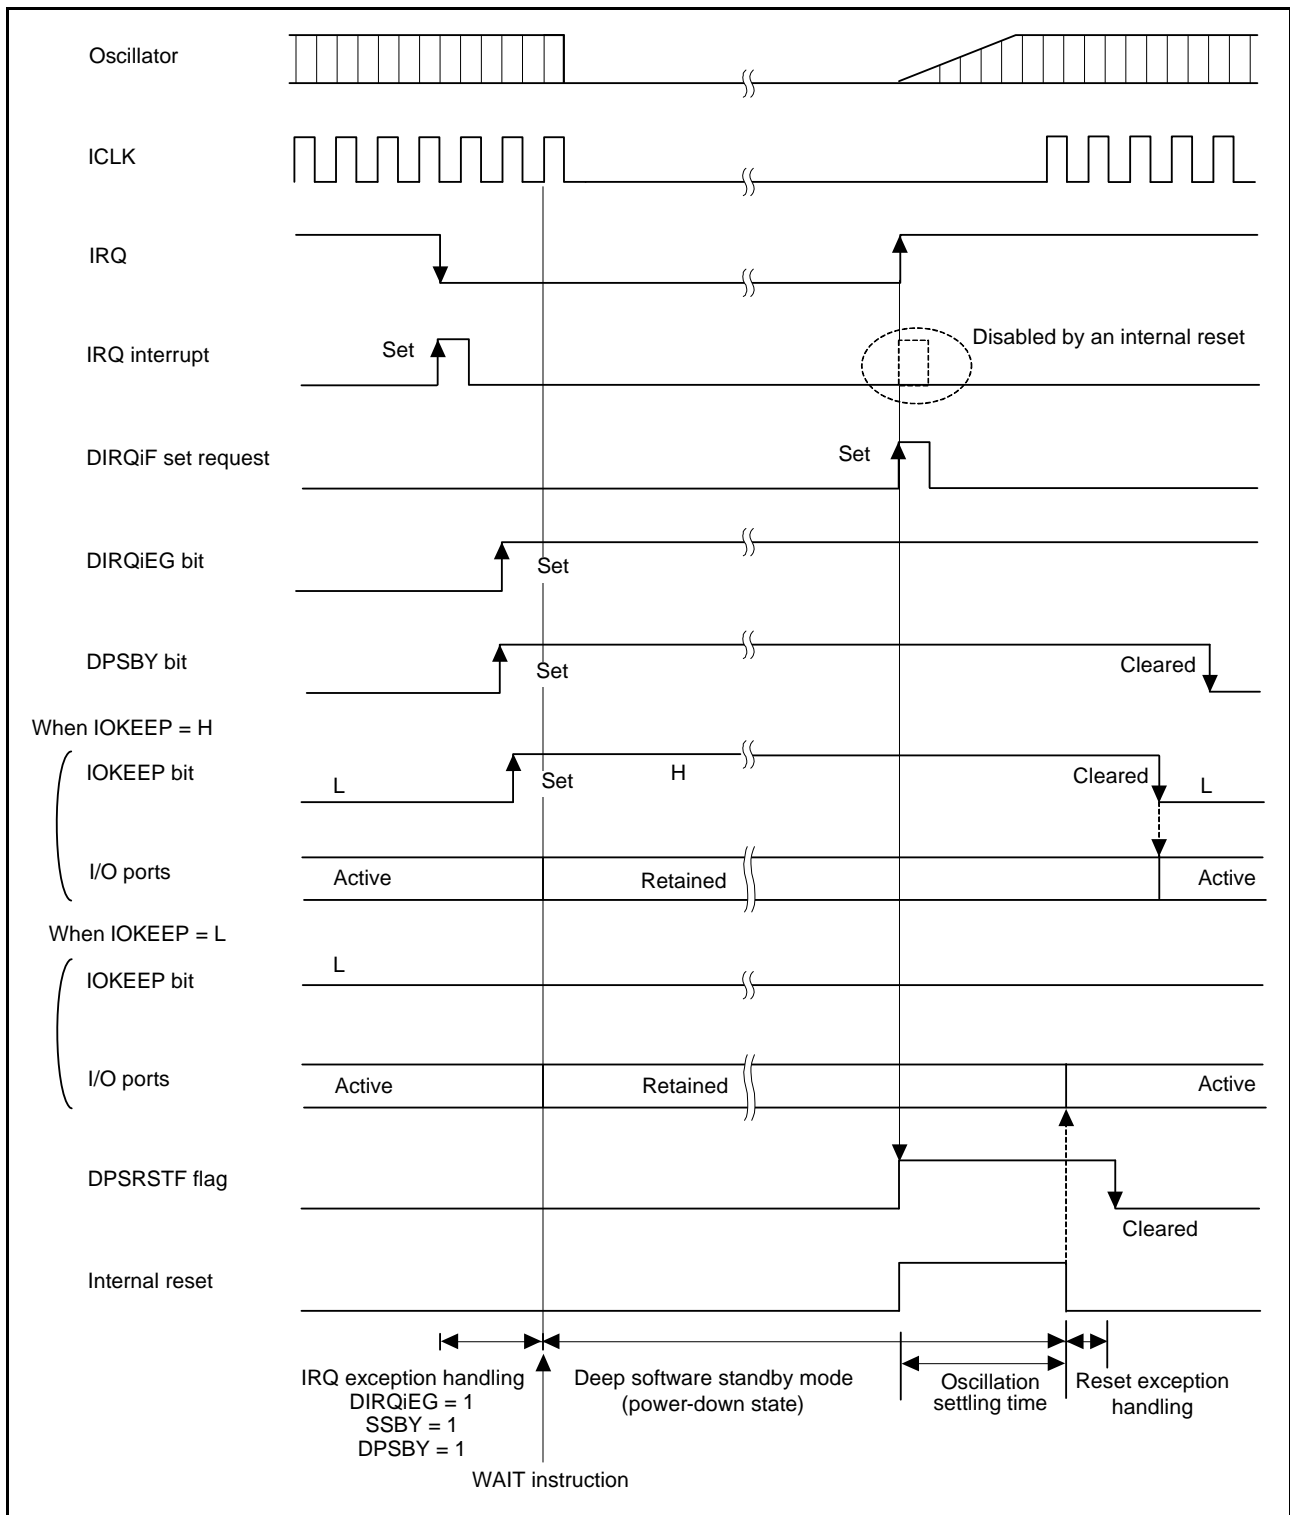 Oscillator
ICLK
IRQ
IRQ interrupt
Set
Disabled by an internal reset
DIRQiF set request
Set
DIRQiEG bit
Set
DPSBY bit
Set
Cleared
When IOKEEP = H
IOKEEP bit
L
Set
H
Cleared
L
I/O ports
Active
Retained
Active
When IOKEEP = L
IOKEEP bit
L
I/O ports
Active
Retained
Active
DPSRSTF flag
Cleared
Internal reset
IRQ exception handling
DIRQiEG = 1
SSBY = 1
DPSBY = 1
Deep software standby mode
(power-down state)
Oscillation
settling time
Reset exception
handling
WAIT instruction